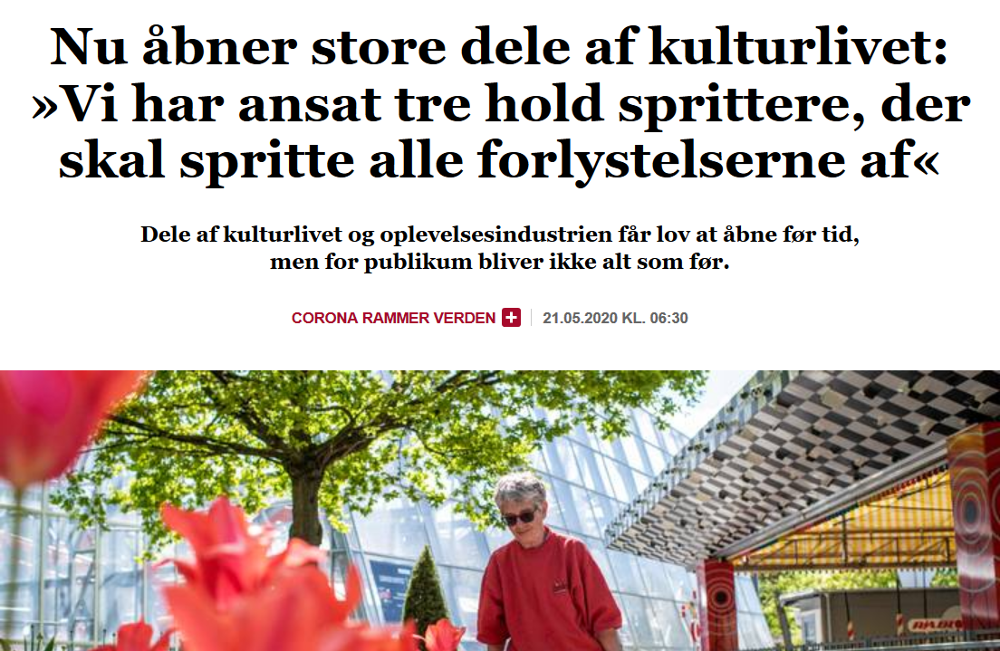 Nu åbner store dele af kulturlivet:
»Vi har ansat tre hold sprittere, der
skal spritte alle forlystelserne af«
Dele af kulturlivet og oplevelsesindustrien får lov at åbne før tid,
men for publikum bliver ikke alt som før.
CORONA RAMMER VERDEN + 21.05.2020 KL. 06:30